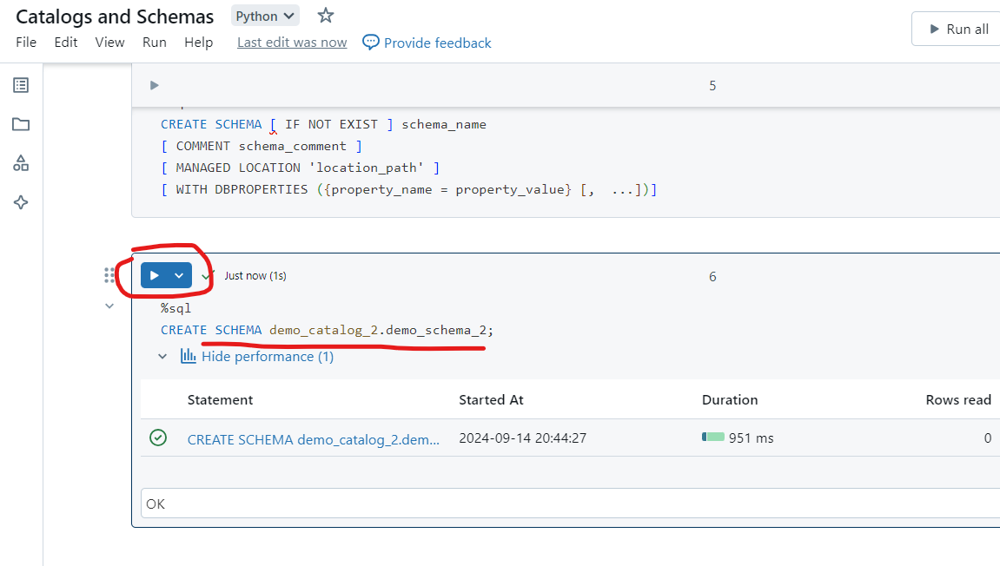 Catalogs and Schemas Python
File Edit View Run Help Last edit was now Provide feedback
Run all
5
CREATE SCHEMA [ IF NOT EXIST ] schema_name
[ COMMENT schema_comment ]
[ MANAGED LOCATION 'location_path' ]
[ WITH DBPROPERTIES ({property_name = property_value} [, ...])]
Just now (1s) 6
%sql
CREATE SCHEMA demo_catalog_2.demo_schema_2;
Hide performance (1)
Statement Started At Duration Rows read
CREATE SCHEMA demo_catalog_2.dem... 2024-09-14 20:44:27 951 ms 0
OK